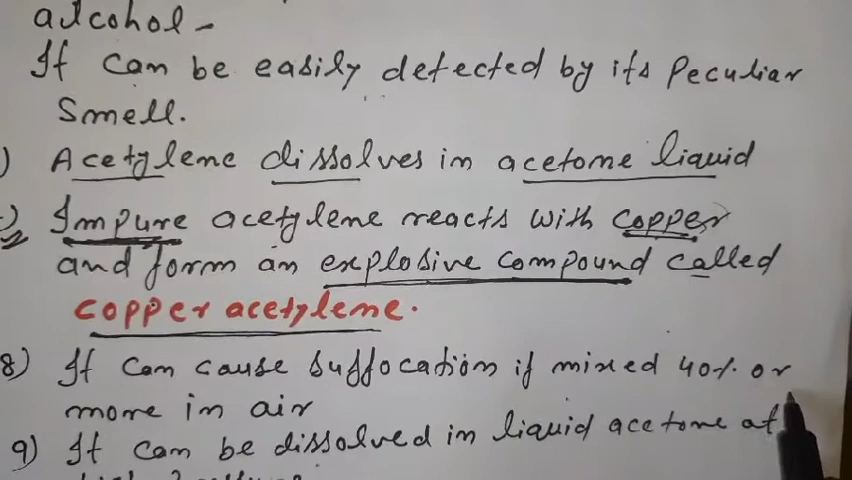 alcohol -
It can be easily detected by its peculiar
smell.
) Acetylene dissolves in acetome liquid
) Impure acetylene reacts with copper
and form an explosive compound called
copper acetyleme.
8) It can cause suffocation if mixed 40% or
more in air
9) It can be dissolved in liquid acetone at